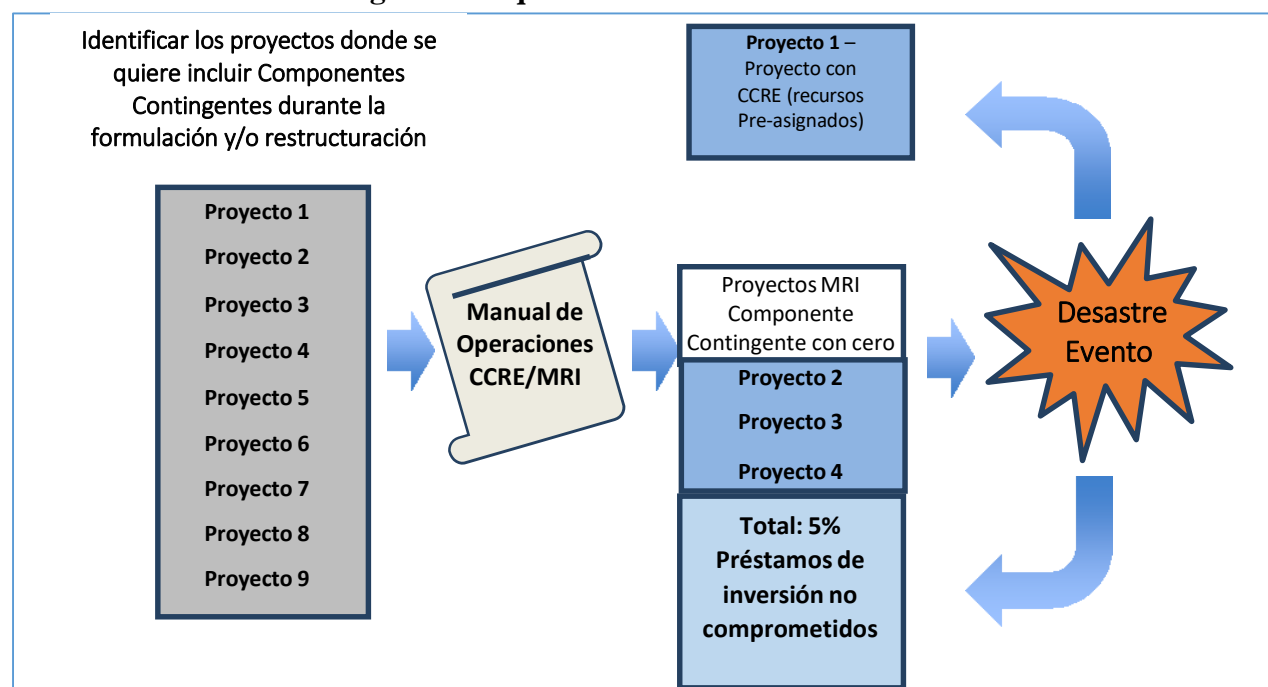 Identificar los proyectos donde se
quiere incluir Componentes
Contingentes durante la
formulación y/o restructuración
Proyecto 1
Proyecto 2
Proyecto 3
Proyecto 4
Proyecto 5
Proyecto 6
Proyecto 7
Proyecto 8
Proyecto 9
Manual de
Operaciones
CCRE/MRI
Proyecto 1 –
Proyecto con
CCRE (recursos
Pre-asignados)
Proyectos MRI
Componente
Contingente con cero
Proyecto 2
Proyecto 3
Proyecto 4
Total: 5%
Préstamos de
inversión no
comprometidos
Desastre
Evento